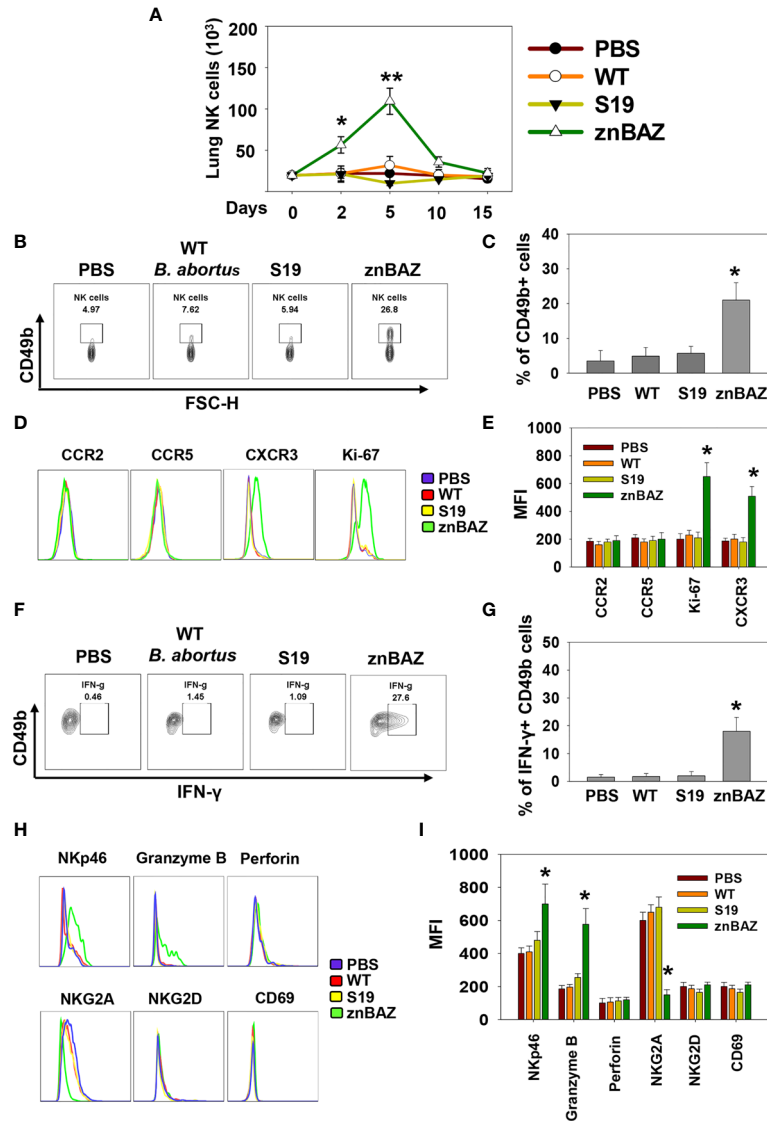 A
Lung NK cells (10³)
200
150
100
50
*
**
Days
0 2 5 10 15
PBS
WT
S19
znBAZ
B
PBS
WT
B. abortus
S19
znBAZ
NK cells
4.97
NK cells
7.62
NK cells
5.94
NK cells
26.8
CD49b
FSC-H
C
% of CD49b+ cells
40
30
20
10
0
*
PBS WT S19 znBAZ
D
CCR2
CCR5
CXCR3
Ki-67
PBS
WT
S19
znBAZ
E
MFI
1000
800
600
400
200
0
PBS
WT
S19
znBAZ
*
*
CCR2
CCR5
Ki-67
CXCR3
F
PBS
WT
B. abortus
S19
znBAZ
IFN-g
0.46
IFN-g
1.45
IFN-g
1.09
IFN-g
27.6
CD49b
IFN-γ
G
% of IFN-γ+ CD49b cells
50
40
30
20
10
0
*
PBS WT S19 znBAZ
H
NKp46
Granzyme B
Perforin
NKG2A
NKG2D
CD69
PBS
WT
S19
znBAZ
I
MFI
1000
800
600
400
200
0
*
*
*
PBS
WT
S19
znBAZ
NKp46
Granzyme B
Perforin
NKG2A
NKG2D
CD69